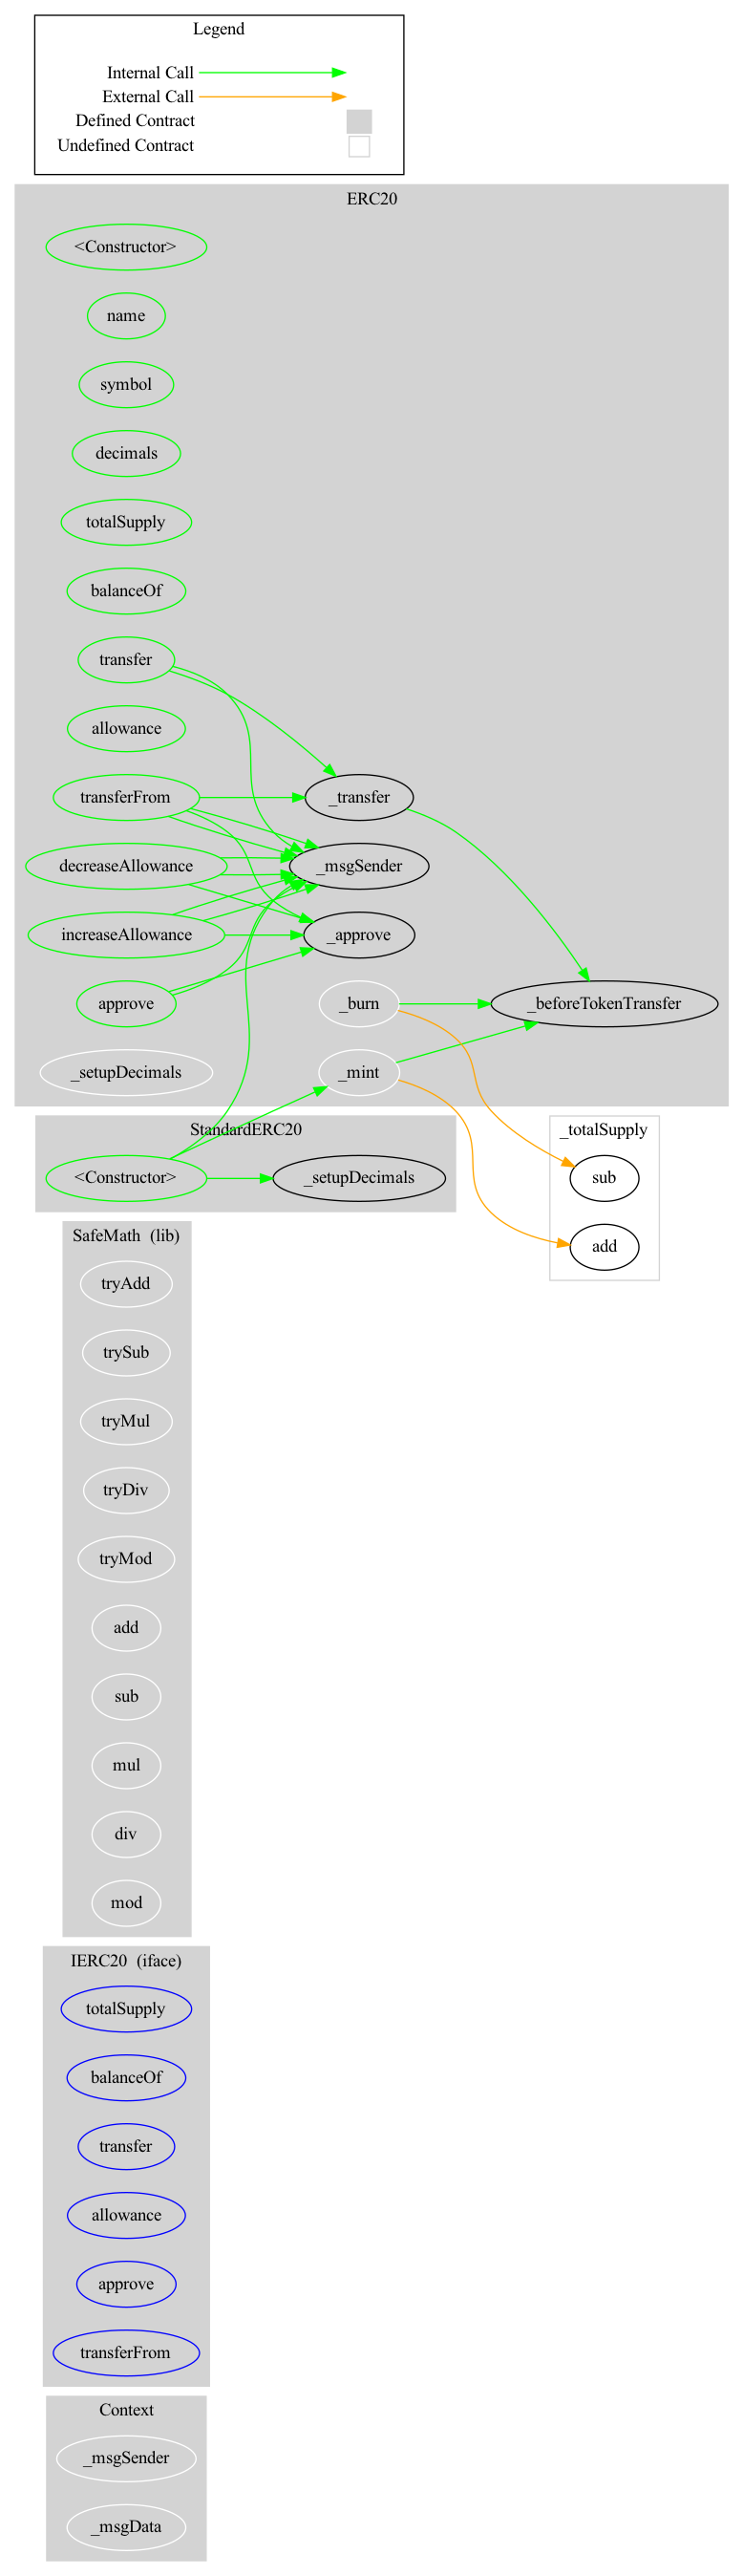 Legend
Internal Call
External Call
Defined Contract
Undefined Contract
ERC20
<Constructor>
name
symbol
decimals
totalSupply
balanceOf
transfer
allowance
transferFrom
_transfer
decreaseAllowance
_msgSender
increaseAllowance
_approve
approve
_burn
_beforeTokenTransfer
_setupDecimals
_mint
StandardERC20
<Constructor>
_setupDecimals
_totalSupply
sub
add
SafeMath  (lib)
tryAdd
trySub
tryMul
tryDiv
tryMod
add
sub
mul
div
mod
IERC20  (iface)
totalSupply
balanceOf
transfer
allowance
approve
transferFrom
Context
_msgSender
_msgData